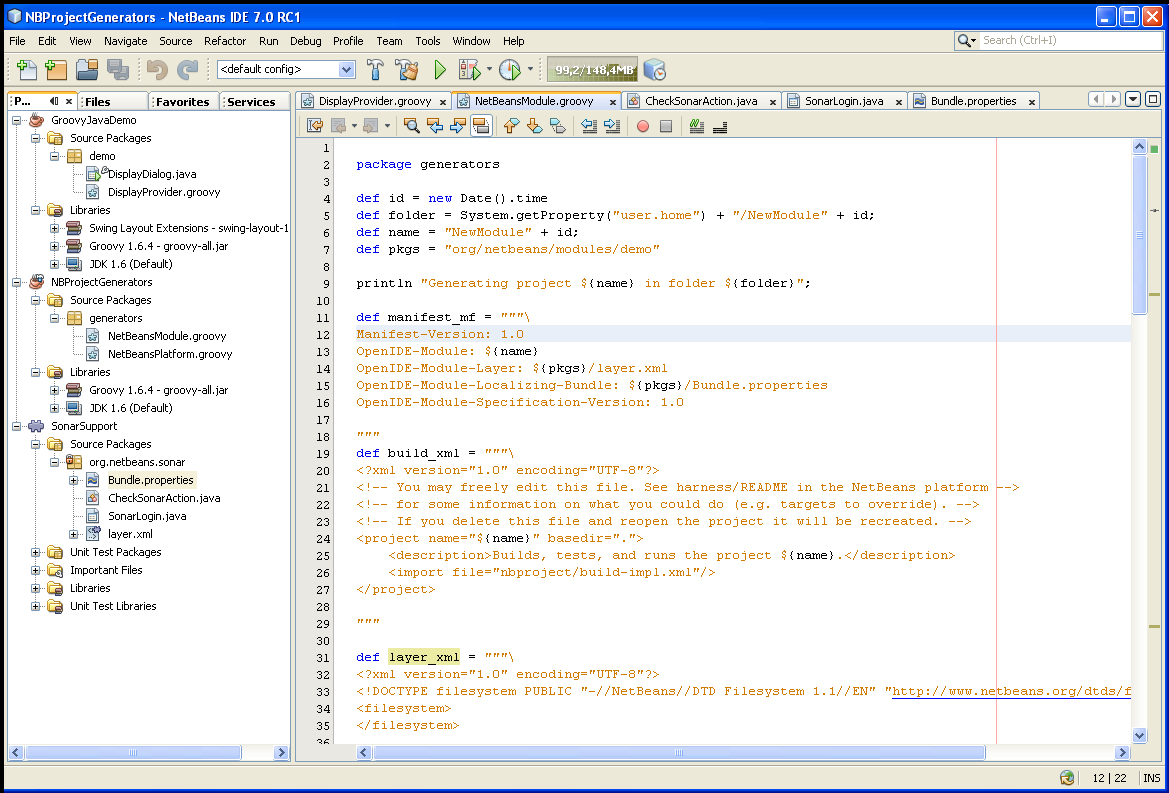 NBProjectGenerators - NetBeans IDE 7.0 RC1
File Edit View Navigate Source Refactor Run Debug Profile Team Tools Window Help
Search (Ctrl+I)
<default config>
99,2/148,4MB
P... Files Favorites Services
GroovyJavaDemo
Source Packages
demo
DisplayDialog.java
DisplayProvider.groovy
Libraries
Swing Layout Extensions - swing-layout-1
Groovy 1.6.4 - groovy-all.jar
JDK 1.6 (Default)
NBProjectGenerators
Source Packages
generators
NetBeansModule.groovy
NetBeansPlatform.groovy
Libraries
Groovy 1.6.4 - groovy-all.jar
JDK 1.6 (Default)
SonarSupport
Source Packages
org.netbeans.sonar
Bundle.properties
CheckSonarAction.java
SonarLogin.java
layer.xml
Unit Test Packages
Important Files
Libraries
Unit Test Libraries
DisplayProvider.groovy NetBeansModule.groovy CheckSonarAction.java SonarLogin.java Bundle.properties
1
2 package generators
3
4 def id = new Date().time
5 def folder = System.getProperty("user.home") + "/NewModule" + id;
6 def name = "NewModule" + id;
7 def pkgs = "org/netbeans/modules/demo"
8
9 println "Generating project ${name} in folder ${folder}";
10
11 def manifest_mf = """\
12 Manifest-Version: 1.0
13 OpenIDE-Module: ${name}
14 OpenIDE-Module-Layer: ${pkgs}/layer.xml
15 OpenIDE-Module-Localizing-Bundle: ${pkgs}/Bundle.properties
16 OpenIDE-Module-Specification-Version: 1.0
17
18 """
19 def build_xml = """\
20 <?xml version="1.0" encoding="UTF-8"?>
21 <!-- You may freely edit this file. See harness/README in the NetBeans platform -->
22 <!-- for some information on what you could do (e.g. targets to override). -->
23 <!-- If you delete this file and reopen the project it will be recreated. -->
24 <project name="${name}" basedir=".">
25 <description>Builds, tests, and runs the project ${name}.</description>
26 <import file="nbproject/build-impl.xml"/>
27 </project>
28
29 """
30
31 def layer_xml = """\
32 <?xml version="1.0" encoding="UTF-8"?>
33 <!DOCTYPE filesystem PUBLIC "-//NetBeans//DTD Filesystem 1.1//EN" "http://www.netbeans.org/dtds/f
34 <filesystem>
35 </filesystem>
36
12 | 22 INS